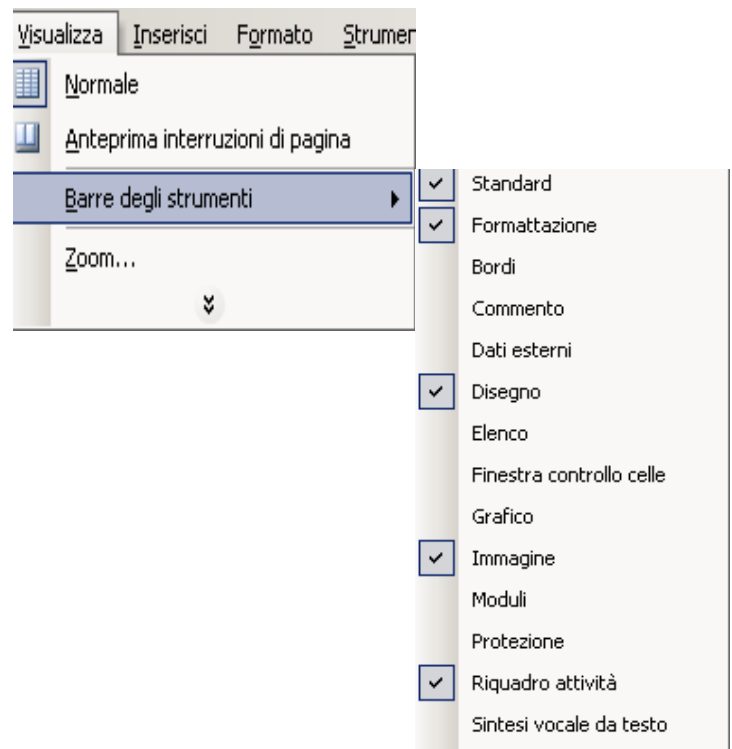 Visualizza Inserisci Formato Strumen
Normale
Anteprima interruzioni di pagina
Barre degli strumenti
Zoom...
Standard
Formattazione
Bordi
Commento
Dati esterni
Disegno
Elenco
Finestra controllo celle
Grafico
Immagine
Moduli
Protezione
Riquadro attività
Sintesi vocale da testo